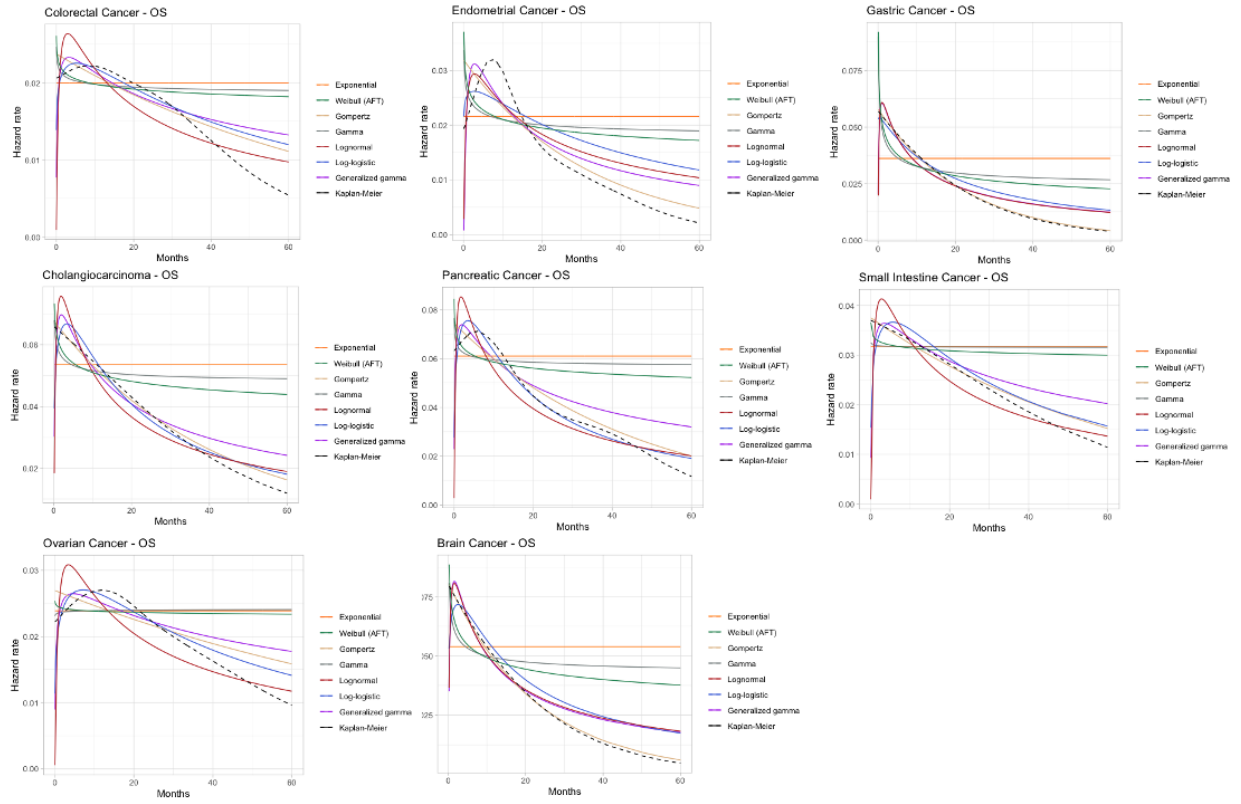 Colorectal Cancer - OS
Hazard rate
0.02
0.01
0.00
0
20
40
60
Months
Exponential
Weibull (AFT)
Gompertz
Gamma
Lognormal
Log-logistic
Generalized gamma
Kaplan-Meier
Endometrial Cancer - OS
Hazard rate
0.03
0.02
0.01
0.00
0
20
40
60
Months
Exponential
Weibull (AFT)
Gompertz
Gamma
Lognormal
Log-logistic
Generalized gamma
Kaplan-Meier
Gastric Cancer - OS
Hazard rate
0.075
0.050
0.025
0.000
0
20
40
60
Months
Exponential
Weibull (AFT)
Gompertz
Gamma
Lognormal
Log-logistic
Generalized gamma
Kaplan-Meier
Cholangiocarcinoma - OS
Hazard rate
0.06
0.04
0.02
0
20
40
60
Months
Exponential
Weibull (AFT)
Gompertz
Gamma
Lognormal
Log-logistic
Generalized gamma
Kaplan-Meier
Pancreatic Cancer - OS
Hazard rate
0.08
0.06
0.04
0.02
0.00
0
20
40
60
Months
Exponential
Weibull (AFT)
Gompertz
Gamma
Lognormal
Log-logistic
Generalized gamma
Kaplan-Meier
Small Intestine Cancer - OS
Hazard rate
0.04
0.03
0.02
0.01
0.00
0
20
40
60
Months
Exponential
Weibull (AFT)
Gompertz
Gamma
Lognormal
Log-logistic
Generalized gamma
Kaplan-Meier
Ovarian Cancer - OS
Hazard rate
0.03
0.02
0.01
0.00
0
20
40
60
Months
Exponential
Weibull (AFT)
Gompertz
Gamma
Lognormal
Log-logistic
Generalized gamma
Kaplan-Meier
Brain Cancer - OS
Hazard rate
0
20
40
60
Months
Exponential
Weibull (AFT)
Gompertz
Gamma
Lognormal
Log-logistic
Generalized gamma
Kaplan-Meier